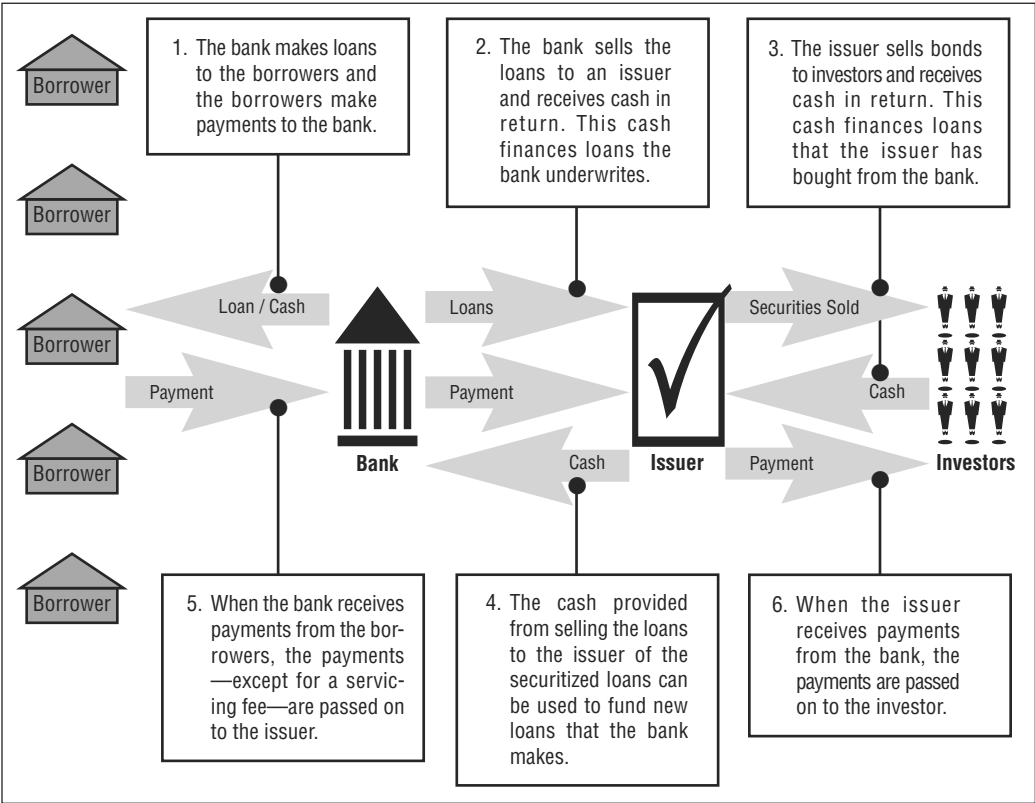 Borrower
Borrower
Borrower
Borrower
Borrower
1. The bank makes loans
to the borrowers and
the borrowers make
payments to the bank.
2. The bank sells the
loans to an issuer
and receives cash in
return. This cash
finances loans the
bank underwrites.
3. The issuer sells bonds
to investors and receives
cash in return. This
cash finances loans
that the issuer has
bought from the bank.
Loan / Cash
Loans
Securities Sold
Payment
Payment
Cash
Bank
Cash
Issuer
Payment
Investors
5. When the bank receives
payments from the bor-
rowers, the payments
—except for a servic-
ing fee—are passed on
to the issuer.
4. The cash provided
from selling the loans
to the issuer of the
securitized loans can
be used to fund new
loans that the bank
makes.
6. When the issuer
receives payments
from the bank, the
payments are passed
on to the investor.